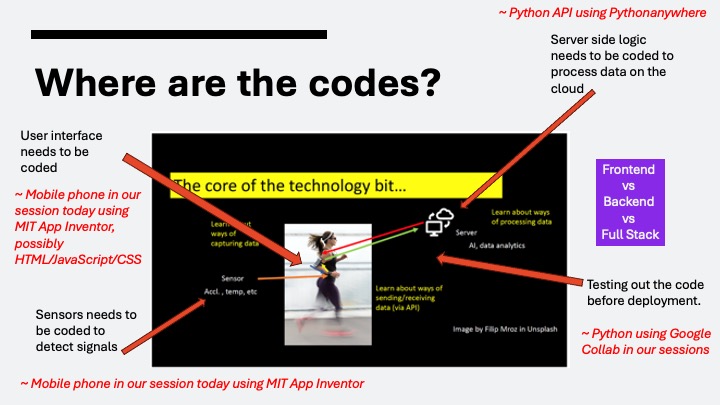 ~ Python API using Pythonanywhere
Where are the codes?
Server side logic
needs to be coded to
process data on the
cloud
User interface
needs to be
coded
~ Mobile phone in our
session today using
MIT App Inventor,
possibly
HTML/JavaScript/CSS
Sensors needs to
be coded to
detect signals
~ Mobile phone in our session today using MIT App Inventor
The core of the technology bit...
Learn about
ways of
capturing data
Sensor
Accl. , temp, etc
Learn about ways
of processing data
Server
AI, data analytics
Learn about ways of
sending/receiving
data (via API)
Image by Filip Mroz in Unsplash
Frontend
vs
Backend
vs
Full Stack
Testing out the code
before deployment.
~ Python using Google
Collab in our sessions